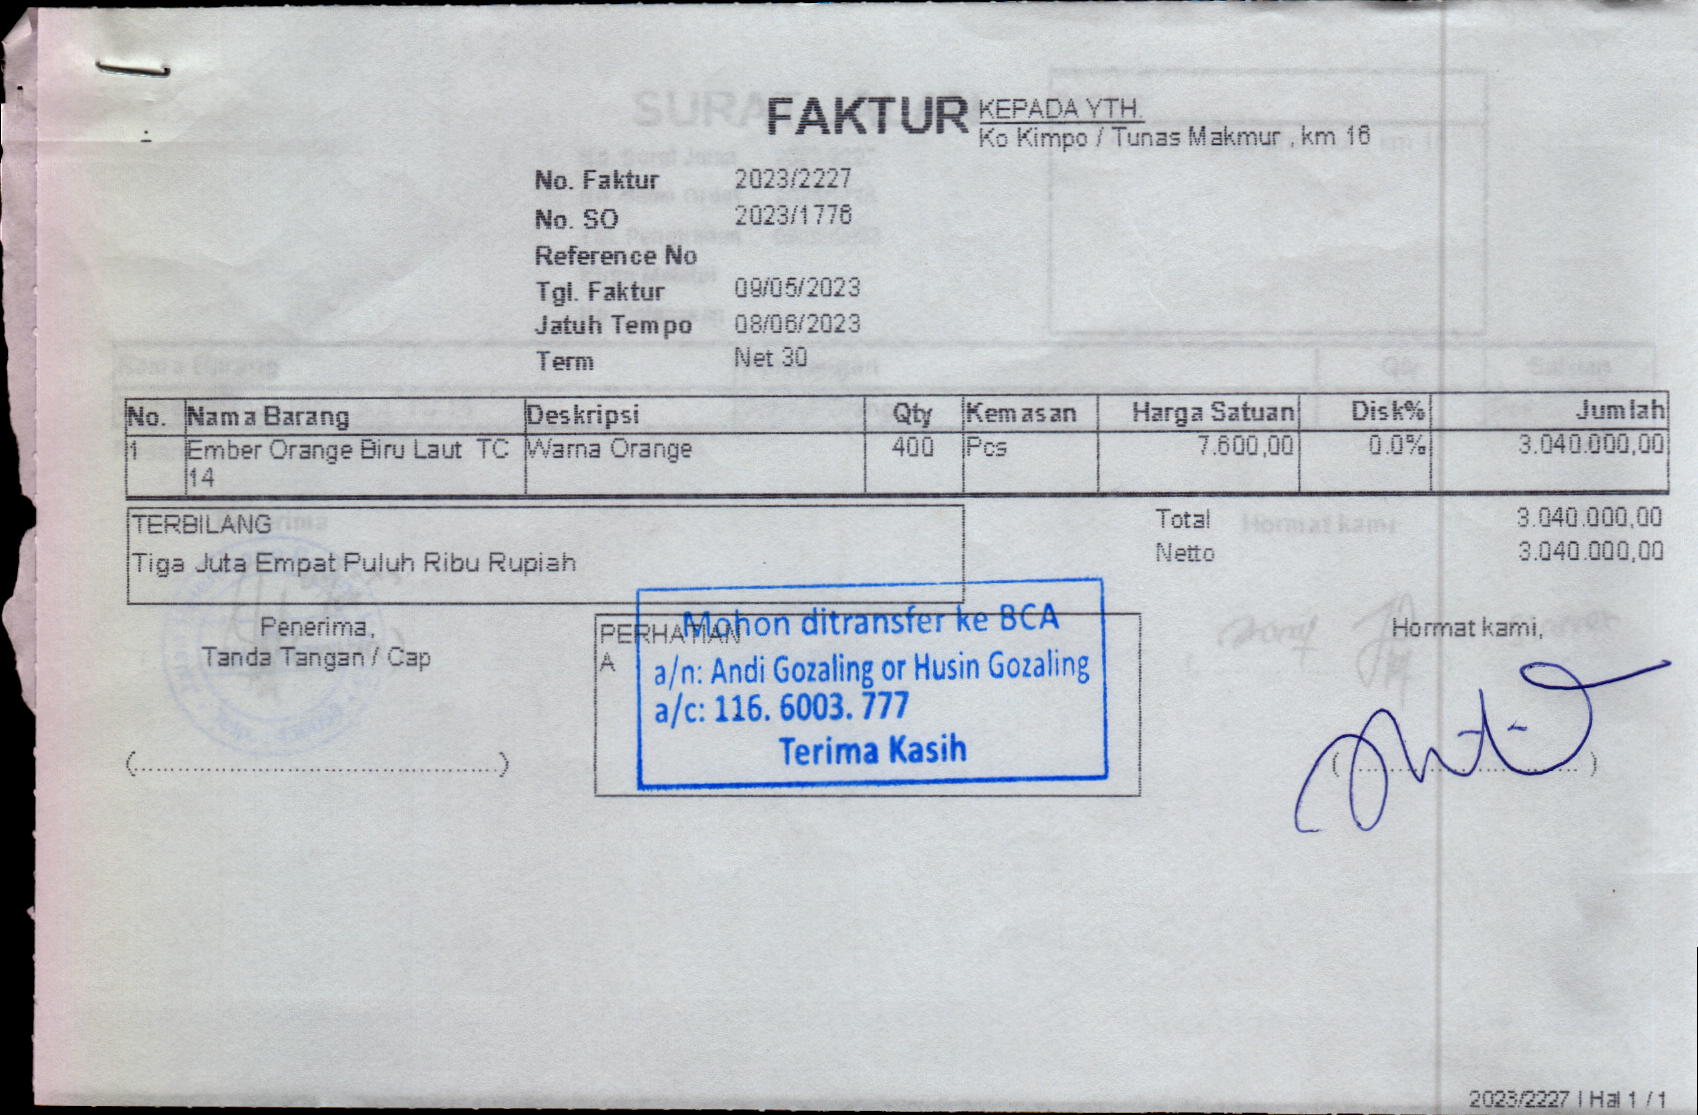 FAKTUR
KEPADA YTH.
Ko Kimpo / Tunas Makmur , km 16
No. Faktur 2023/2227
No. SO 2023/1776
Reference No
Tgl. Faktur 09/05/2023
Jatuh Tempo 08/06/2023
Term Net 30
No. Nama Barang Deskripsi Qty Kemasan Harga Satuan Disk% Jumlah
1 Ember Orange Biru Laut TC Warna Orange 400 Pcs 7.600,00 0.0% 3.040.000,00
14
TERBILANG
Tiga Juta Empat Puluh Ribu Rupiah
Total 3.040.000,00
Netto 3.040.000,00
Penerima,
Tanda Tangan / Cap
(..................................................)
PERHATIAN
A
Mohon ditransfer ke BCA
a/n: Andi Gozaling or Husin Gozaling
a/c: 116. 6003. 777
Terima Kasih
Hormat kami,
(..............................)
2023/2227 | Hal 1 / 1